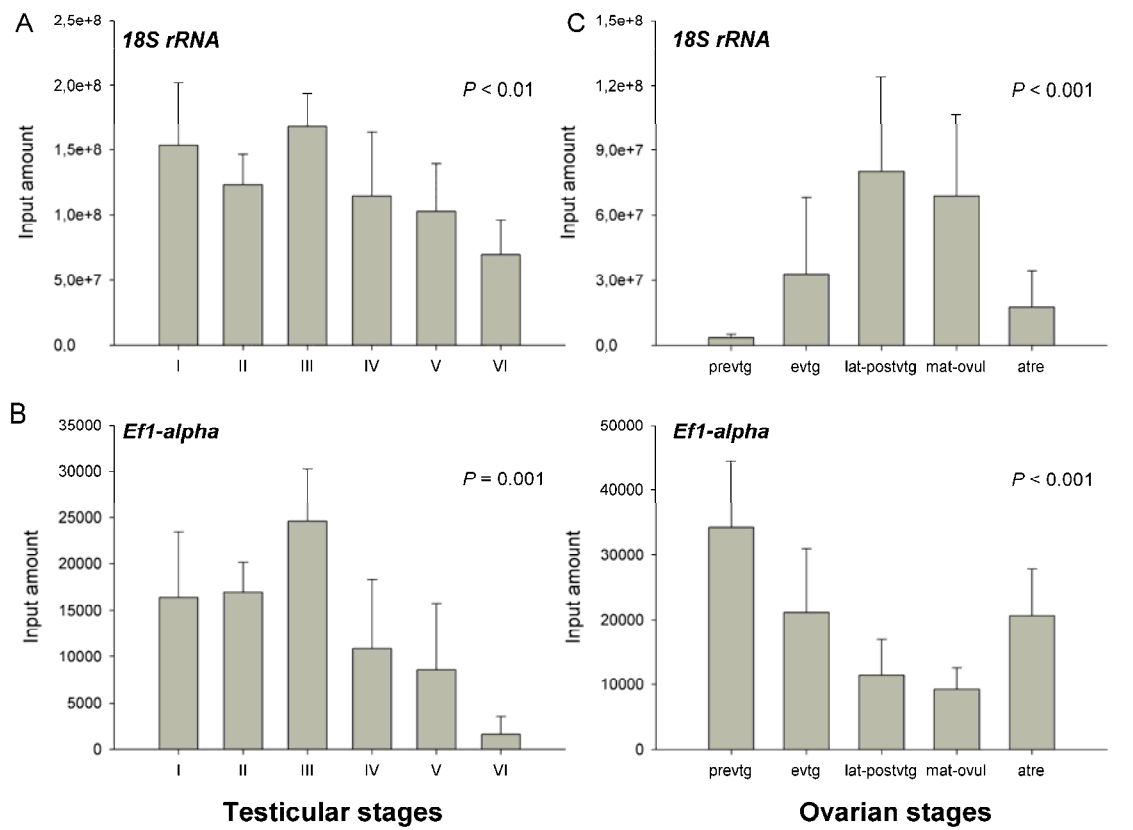 A
18S rRNA
P < 0.01
Input amount
2,5e+8
2,0e+8
1,5e+8
1,0e+8
5,0e+7
0,0
I II III IV V VI
C
18S rRNA
P < 0.001
Input amount
1,5e+8
1,2e+8
9,0e+7
6,0e+7
3,0e+7
0,0
prevtg evtg lat-postvtg mat-ovul atre
B
Ef1-alpha
P = 0.001
Input amount
35000
30000
25000
20000
15000
10000
5000
0
I II III IV V VI
Testicular stages
Ef1-alpha
P < 0.001
Input amount
50000
40000
30000
20000
10000
0
prevtg evtg lat-postvtg mat-ovul atre
Ovarian stages